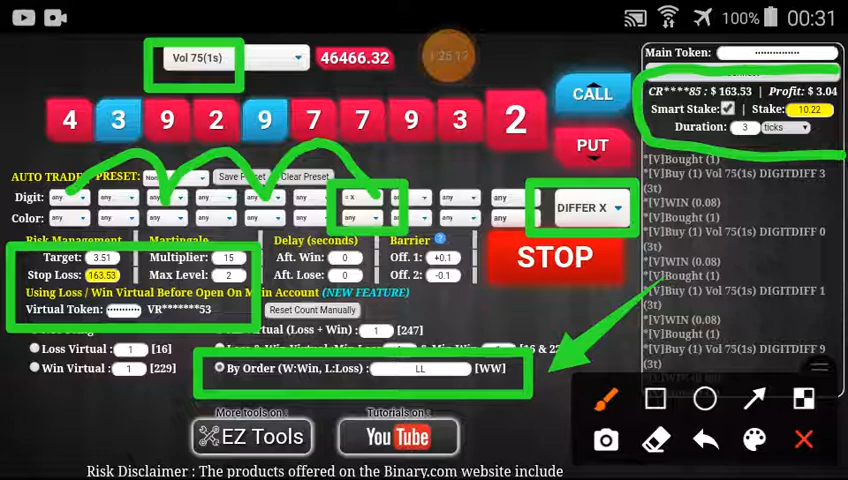 100% 00:31
Vol 75(1s)
46466.32
1:25:17
4 3 9 2 9 7 7 9 3 2
CALL
PUT
Main Token: ••••••••••••••••
CR****85 : $ 163.53 | Profit: $ 3.04
Smart Stake: Stake: 10.22
Duration: 3 ticks
AUTO TRADE PRESET: Save Preset Clear Preset
Digit: any any any any any any = X any any any
Color: any any any any any any any any any any
DIFFER X
Risk Management Martingale Delay (seconds) Barrier ?
Target: 3.51 Multiplier: 15 Aft. Win: 0 Off. 1: +0.1
Stop Loss: 163.53 Max Level: 2 Aft. Loss: 0 Off. 2: -0.1
STOP
Using Loss / Win Virtual Before Open On Main Account (NEW FEATURE)
Virtual Token: •••••••••• VR*******53 Reset Count Manually
(Loss + Win) : 1 [247]
Loss Virtual : 1 [16]
Win Virtual : 1 [229] By Order (W:Win, L:Loss) : LL [WW]
*[V]Bought (1)
*[V]Buy (1) Vol 75(1s) DIGITDIFF 3
(3t)
*[V]WIN (0.08)
*[V]Bought (1)
*[V]Buy (1) Vol 75(1s) DIGITDIFF 0
(3t)
*[V]WIN (0.08)
*[V]Bought (1)
*[V]Buy (1) Vol 75(1s) DIGITDIFF 1
(3t)
*[V]WIN (0.08)
*[V]Bought (1)
*[V]Buy (1) Vol 75(1s) DIGITDIFF 9
(3t)
More tools on :
EZ Tools
Tutorials on :
YouTube
Risk Disclaimer : The products offered on the Binary.com website include